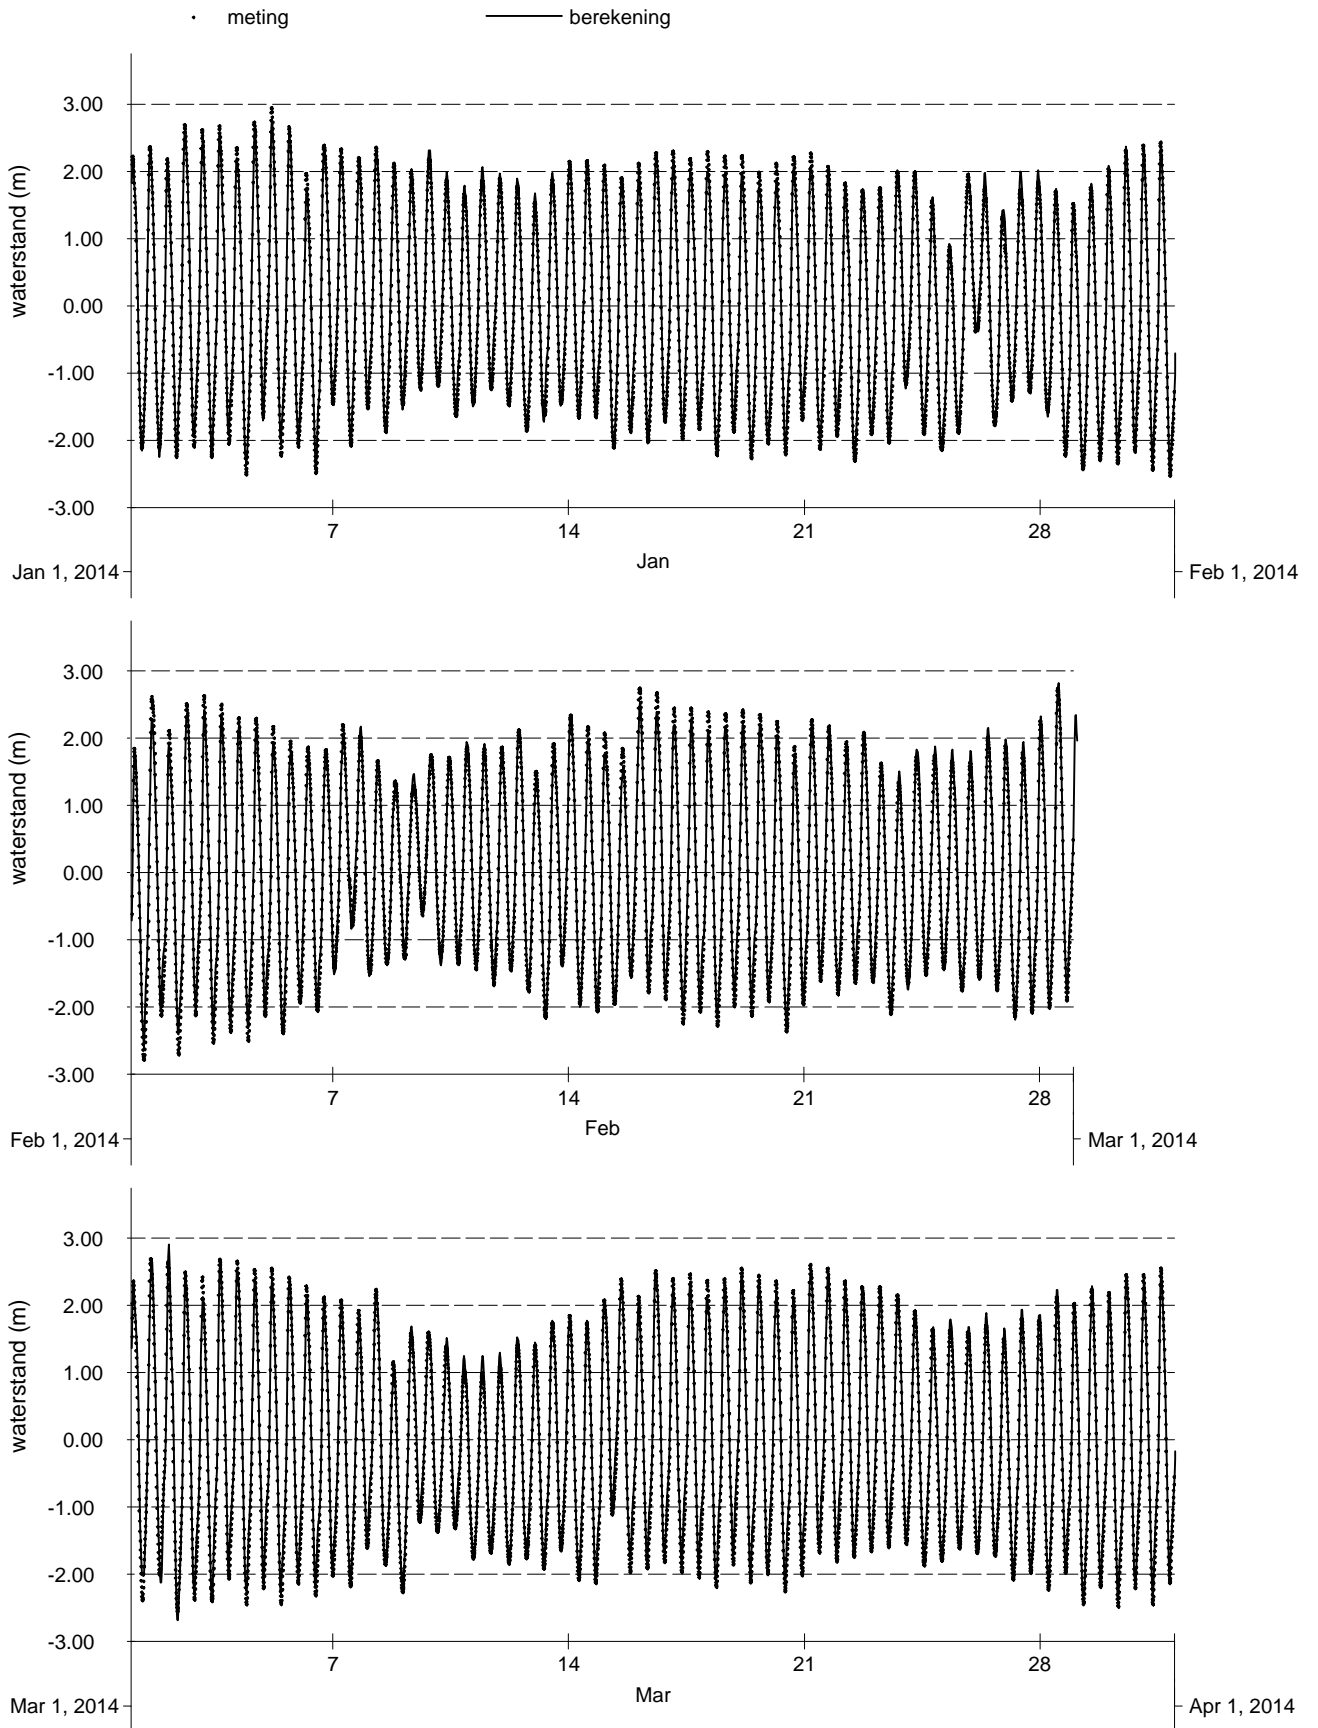 meting berekening
3.00
2.00
1.00
0.00
-1.00
-2.00
-3.00
waterstand (m)
7 14 21 28
Jan
Jan 1, 2014 Feb 1, 2014
3.00
2.00
1.00
0.00
-1.00
-2.00
-3.00
waterstand (m)
7 14 21 28
Feb
Feb 1, 2014 Mar 1, 2014
3.00
2.00
1.00
0.00
-1.00
-2.00
-3.00
waterstand (m)
7 14 21 28
Mar
Mar 1, 2014 Apr 1, 2014